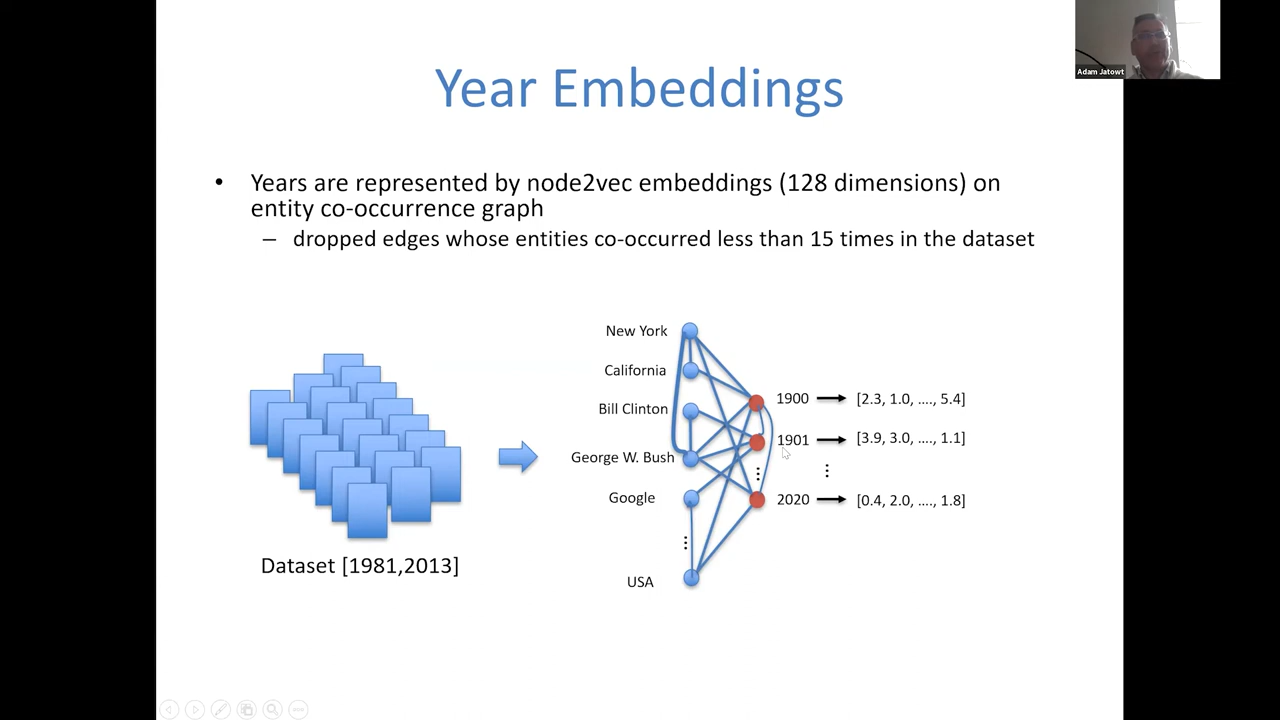 Adam Jatowt
Year Embeddings
• Years are represented by node2vec embeddings (128 dimensions) on
entity co-occurrence graph
– dropped edges whose entities co-occurred less than 15 times in the dataset
New York
California
Bill Clinton
George W. Bush
Google
⋮
USA
1900 [2.3, 1.0, …., 5.4]
1901 [3.9, 3.0, …., 1.1]
⋮ ⋮
2020 [0.4, 2.0, …., 1.8]
Dataset [1981,2013]